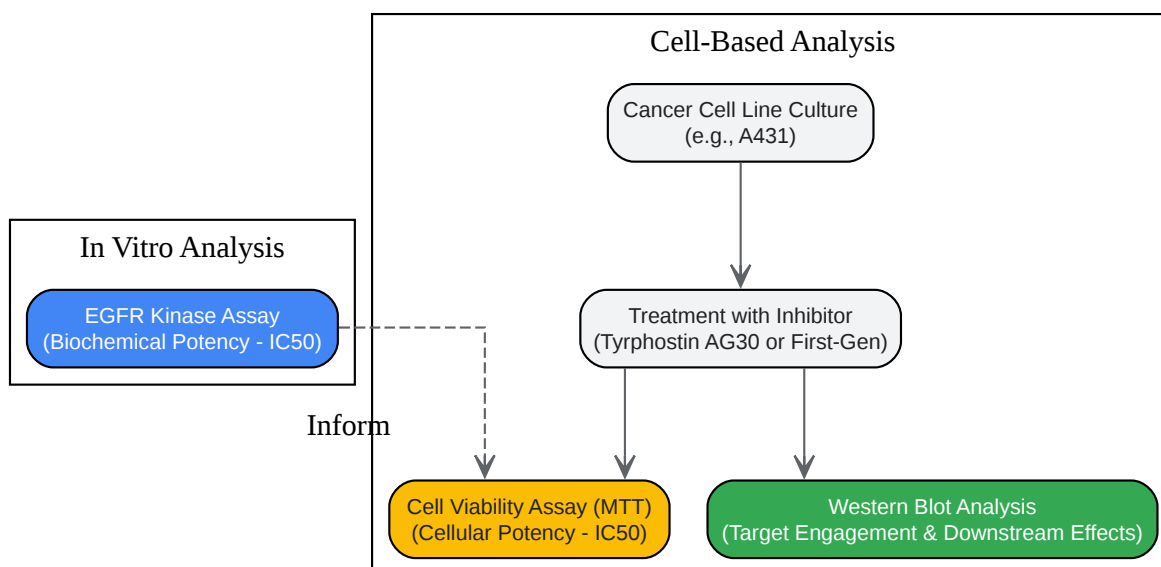 Cell-Based Analysis
Cancer Cell Line Culture
(e.g., A431)
In Vitro Analysis
EGFR Kinase Assay
(Biochemical Potency - IC50)
Treatment with Inhibitor
(Tyrphostin AG30 or First-Gen)
Inform
Cell Viability Assay (MTT)
(Cellular Potency - IC50)
Western Blot Analysis
(Target Engagement & Downstream Effects)